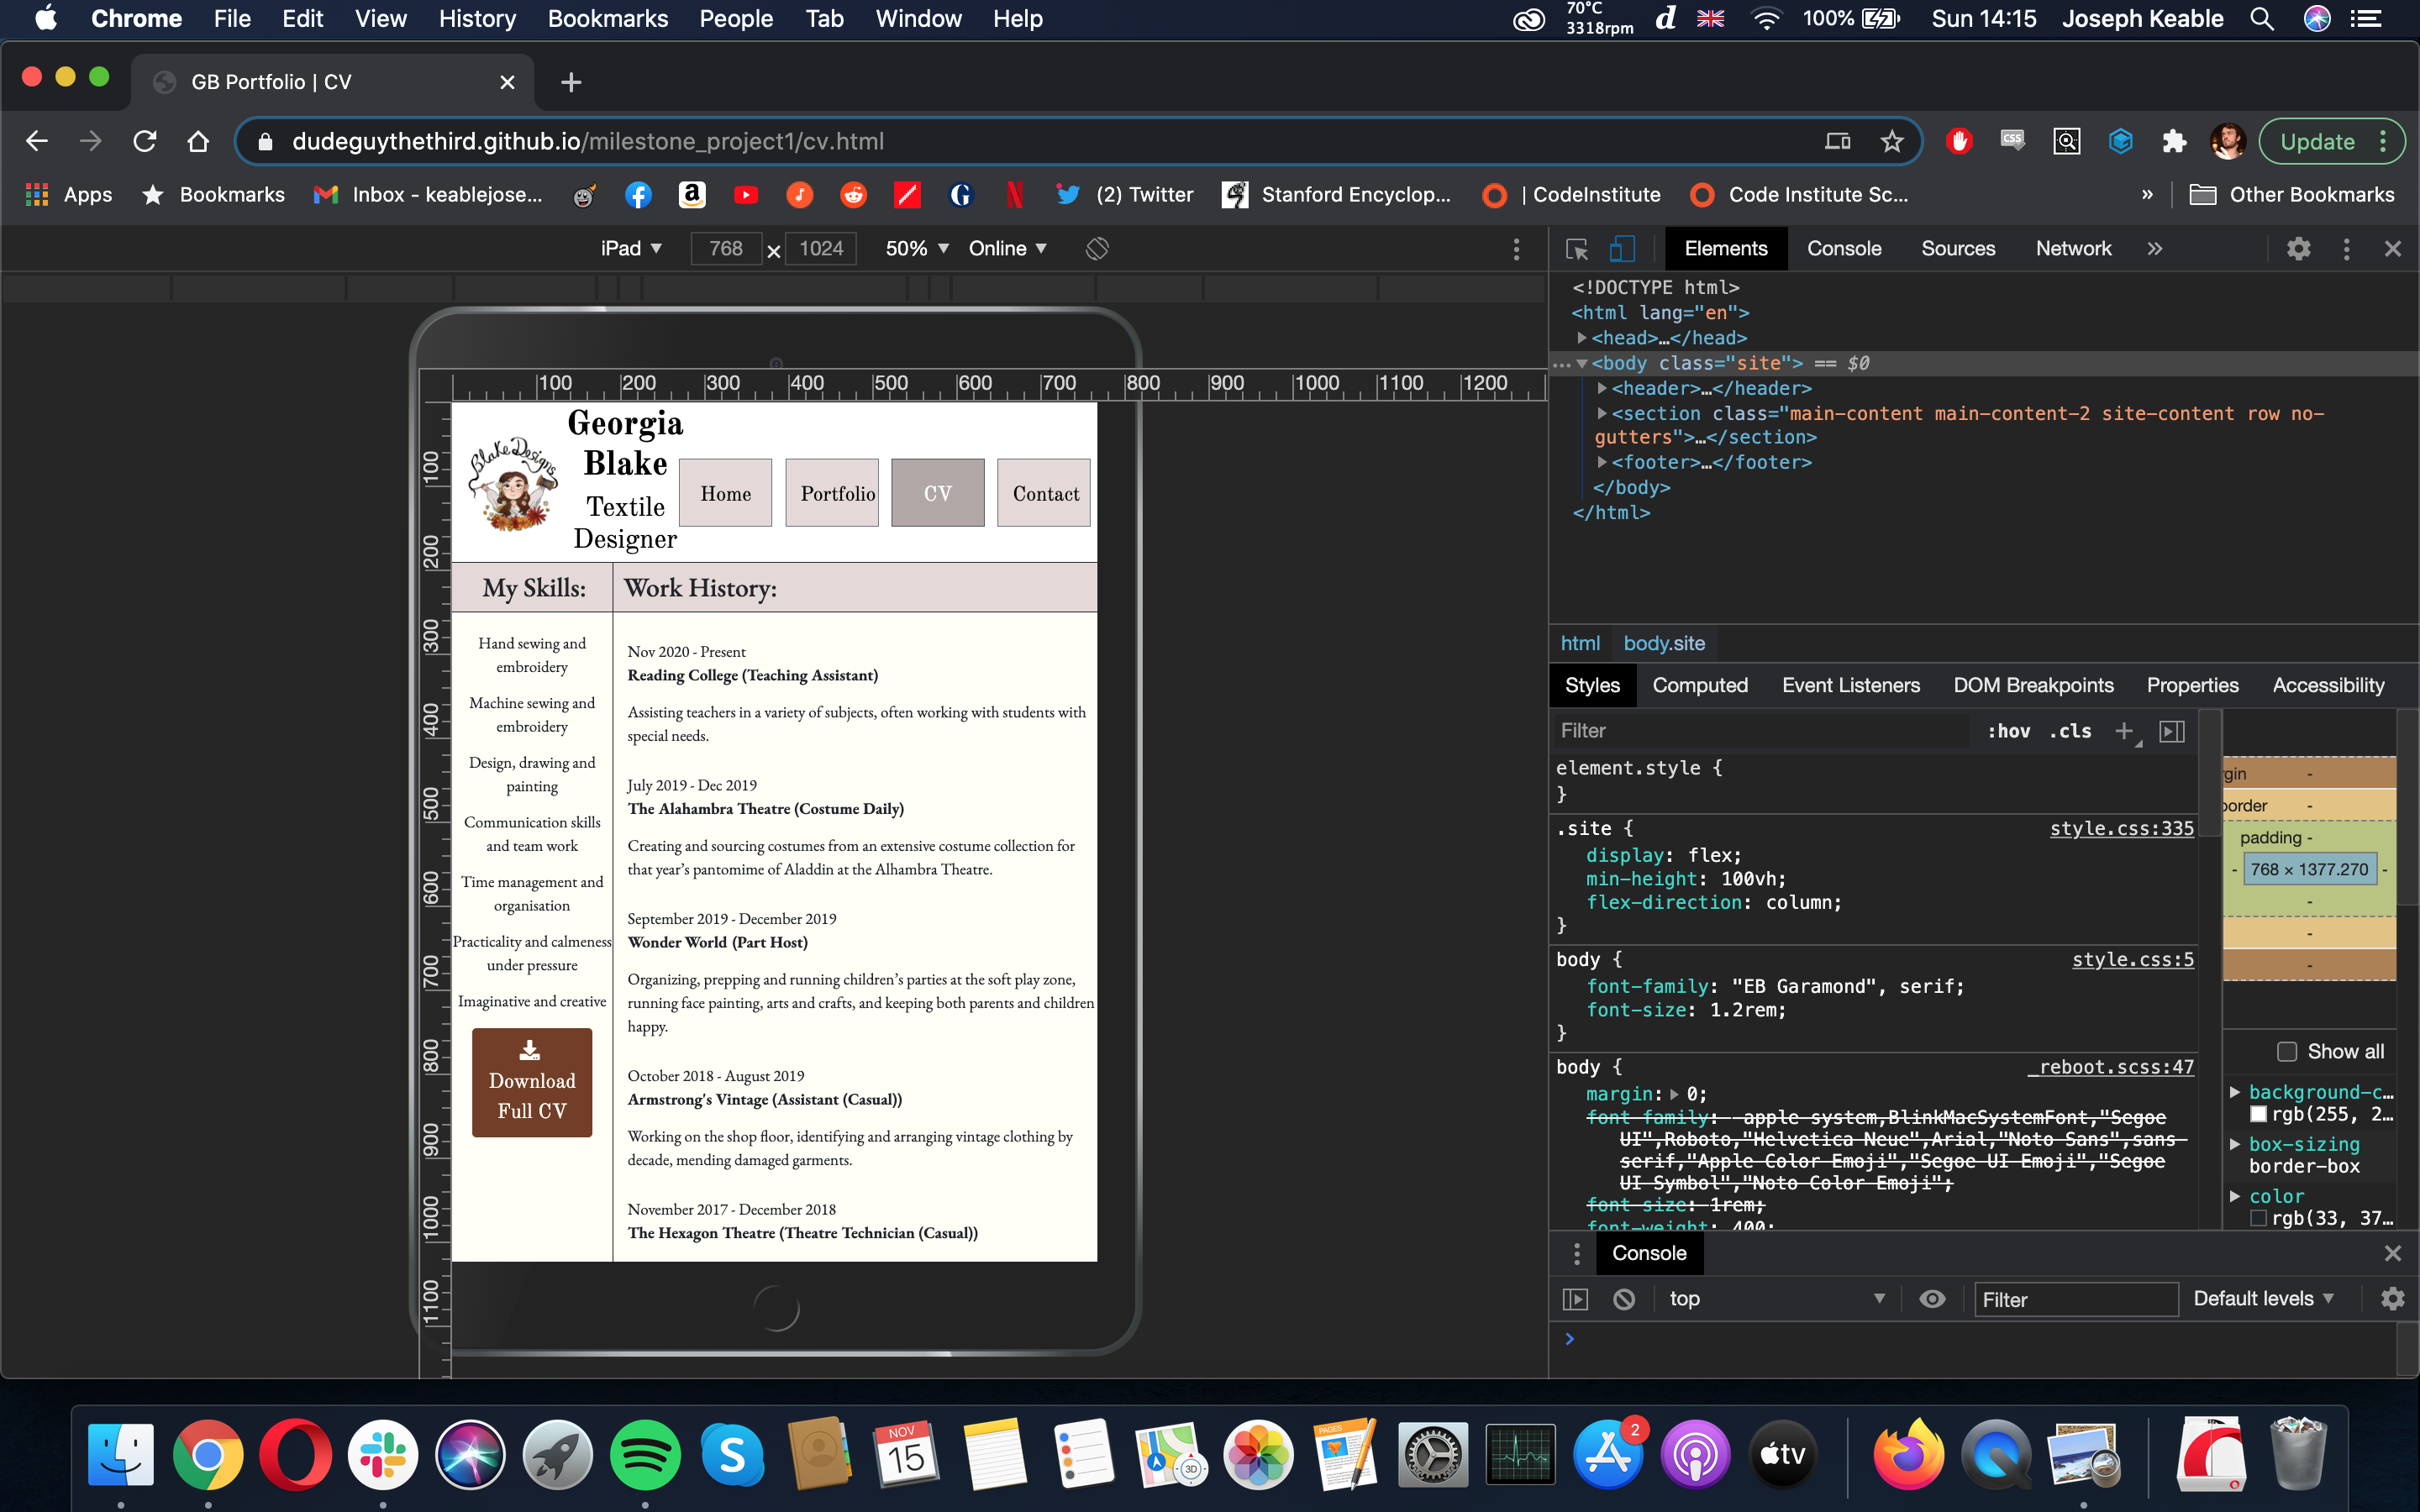 Chrome File Edit View History Bookmarks People Tab Window Help
70°C
3318rpm
d 100% Sun 14:15 Joseph Keable
GB Portfolio | CV
dudeguythethird.github.io/milestone_project1/cv.html
CSS
Update
Apps Bookmarks Inbox - keablejose... (2) Twitter Stanford Encyclop... | CodeInstitute Code Institute Sc... » Other Bookmarks
iPad 768 × 1024 50% Online
100 200 300 400 500 600 700 800 900 1000 1100 1200
100
200
300
400
500
600
700
800
900
1000
1100
Blake Designs
Georgia
Blake
Textile
Designer
Home Portfolio CV Contact
My Skills: Work History:
Hand sewing and
embroidery
Machine sewing and
embroidery
Design, drawing and
painting
Communication skills
and team work
Time management and
organisation
Practicality and calmeness
under pressure
Imaginative and creative
Download
Full CV
Nov 2020 - Present
Reading College (Teaching Assistant)
Assisting teachers in a variety of subjects, often working with students with
special needs.
July 2019 - Dec 2019
The Alahambra Theatre (Costume Daily)
Creating and sourcing costumes from an extensive costume collection for
that year’s pantomime of Aladdin at the Alhambra Theatre.
September 2019 - December 2019
Wonder World (Part Host)
Organizing, prepping and running children’s parties at the soft play zone,
running face painting, arts and crafts, and keeping both parents and children
happy.
October 2018 - August 2019
Armstrong's Vintage (Assistant (Casual))
Working on the shop floor, identifying and arranging vintage clothing by
decade, mending damaged garments.
November 2017 - December 2018
The Hexagon Theatre (Theatre Technician (Casual))
Elements Console Sources Network »
<!DOCTYPE html>
<html lang="en">
<head>…</head>
<body class="site"> == $0
<header>…</header>
<section class="main-content main-content-2 site-content row no-
gutters">…</section>
<footer>…</footer>
</body>
</html>
html body.site
Styles Computed Event Listeners DOM Breakpoints Properties Accessibility
Filter :hov .cls +
element.style {
}
.site { style.css:335
display: flex;
min-height: 100vh;
flex-direction: column;
}
body { style.css:5
font-family: "EB Garamond", serif;
font-size: 1.2rem;
}
body { _reboot.scss:47
margin: 0;
font-family: -apple-system,BlinkMacSystemFont,"Segoe
UI",Roboto,"Helvetica Neue",Arial,"Noto Sans",sans-
serif,"Apple Color Emoji","Segoe UI Emoji","Segoe
UI Symbol","Noto Color Emoji";
font-size: 1rem;
font-weight: 400;
gin -
border -
padding -
- 768 × 1377.270 -
-
-
-
Show all
background-c…
rgb(255, 2…
box-sizing
border-box
color
rgb(33, 37…
Console
top Filter Default levels
NOV
15
3D
PAGES
2
tv